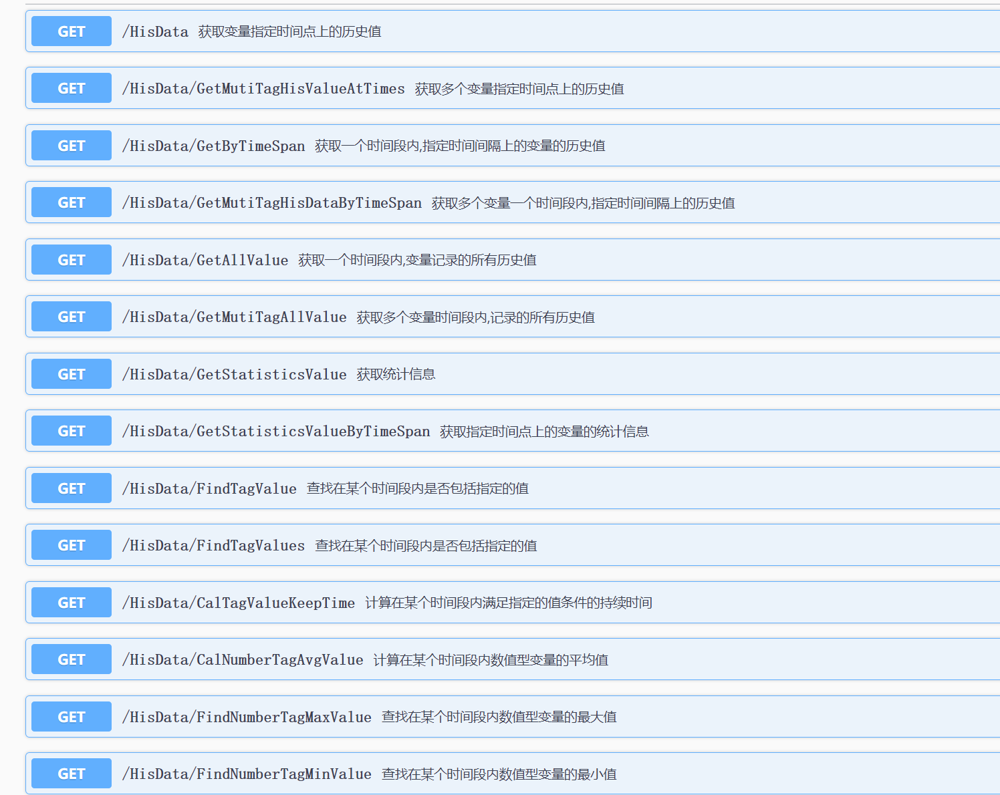 GET /HisData 获取变量指定时间点上的历史值
GET /HisData/GetMutiTagHisValueAtTimes 获取多个变量指定时间点上的历史值
GET /HisData/GetByTimeSpan 获取一个时间段内,指定时间间隔上的变量的历史值
GET /HisData/GetMutiTagHisDataByTimeSpan 获取多个变量一个时间段内,指定时间间隔上的历史值
GET /HisData/GetAllValue 获取一个时间段内,变量记录的所有历史值
GET /HisData/GetMutiTagAllValue 获取多个变量时间段内,记录的所有历史值
GET /HisData/GetStatisticsValue 获取统计信息
GET /HisData/GetStatisticsValueByTimeSpan 获取指定时间点上的变量的统计信息
GET /HisData/FindTagValue 查找在某个时间段内是否包括指定的值
GET /HisData/FindTagValues 查找在某个时间段内是否包括指定的值
GET /HisData/CalTagValueKeepTime 计算在某个时间段内满足指定的值条件的持续时间
GET /HisData/CalNumberTagAvgValue 计算在某个时间段内数值型变量的平均值
GET /HisData/FindNumberTagMaxValue 查找在某个时间段内数值型变量的最大值
GET /HisData/FindNumberTagMinValue 查找在某个时间段内数值型变量的最小值